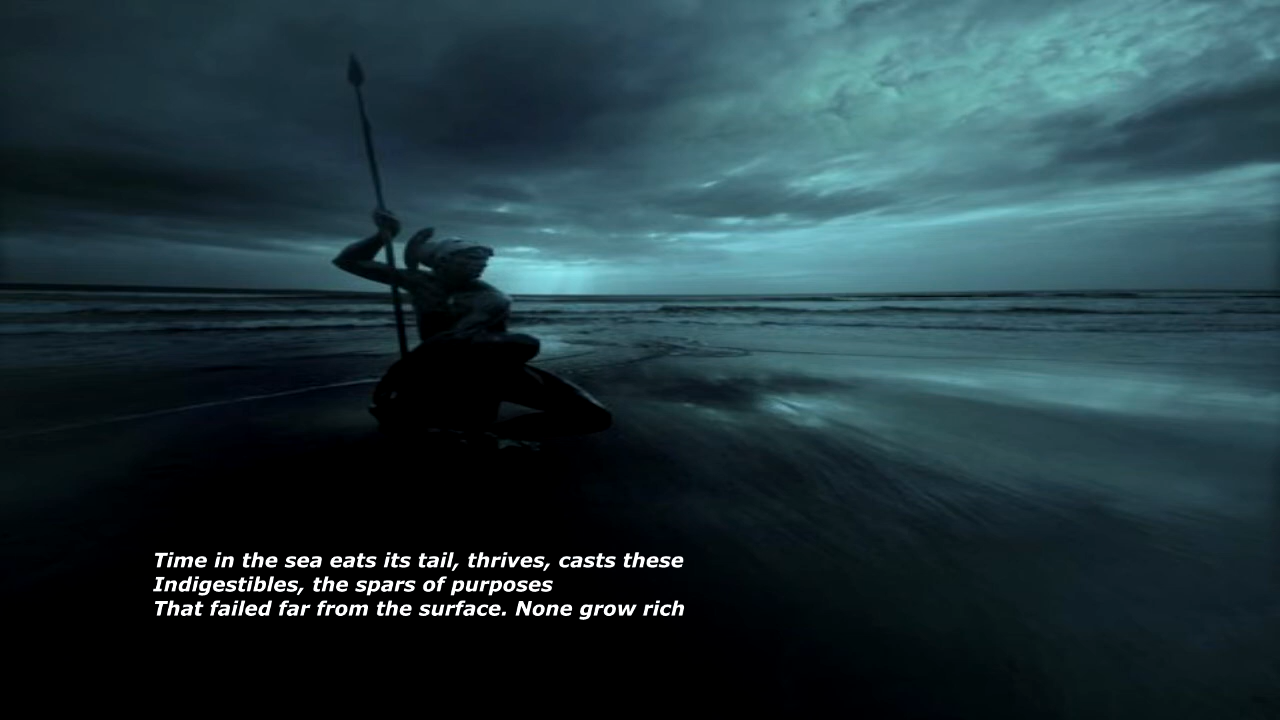 Time in the sea eats its tail, thrives, casts these
Indigestibles, the spars of purposes
That failed far from the surface. None grow rich